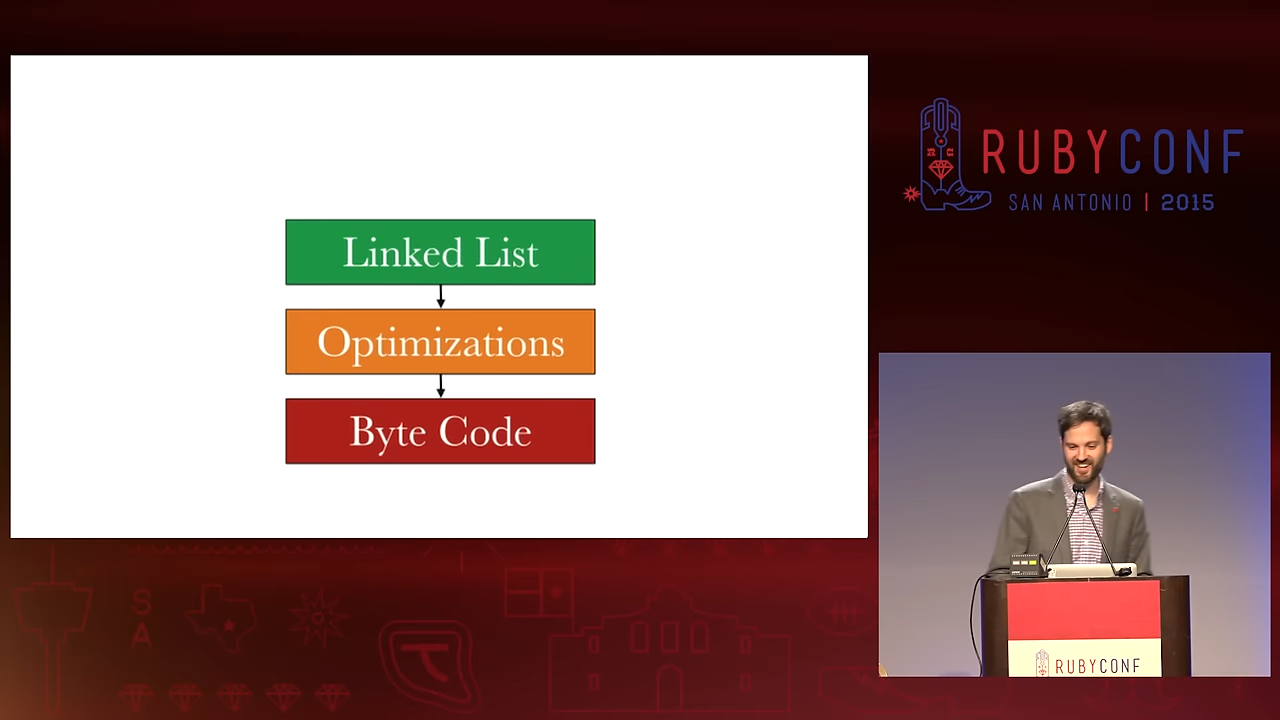 Linked List
Optimizations
Byte Code
RUBYCONF
SAN ANTONIO | 2015
S
A
RUBYCONF